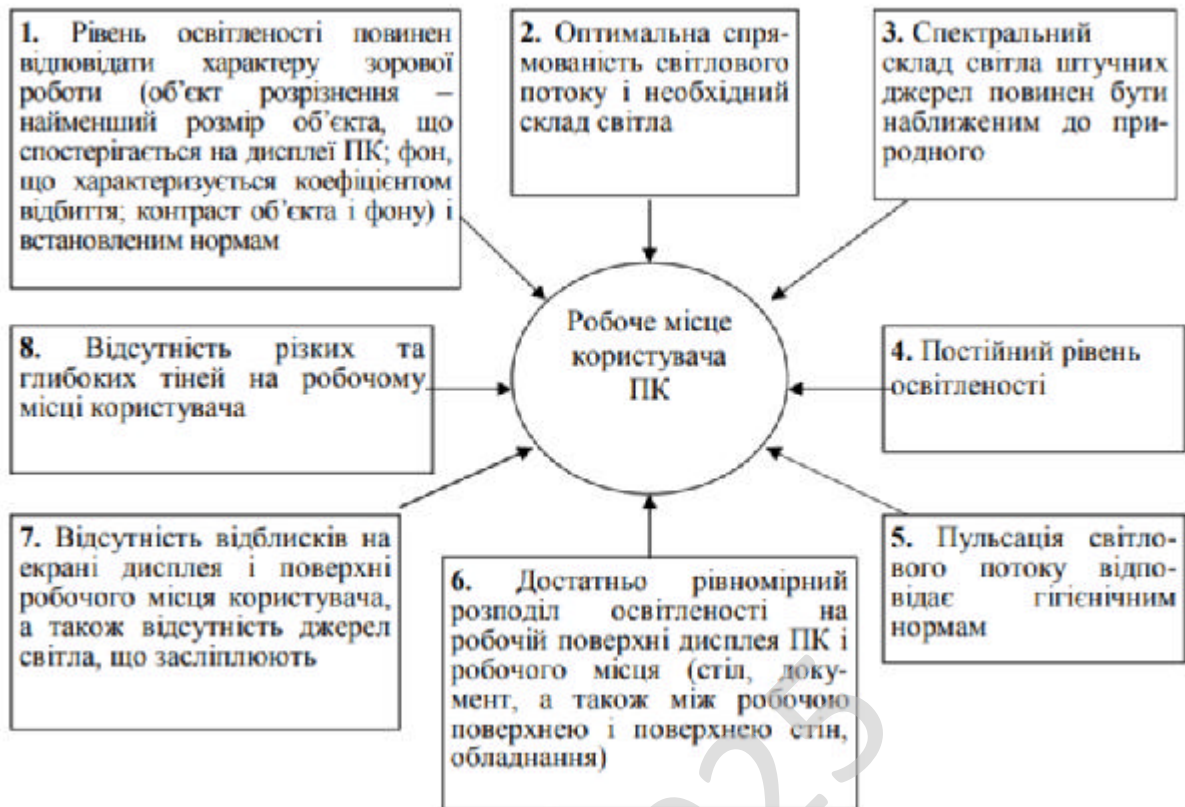 1. Рівень освітленості повинен
відповідати характеру зорової
роботи (об’єкт розрізнення –
найменший розмір об’єкта, що
спостерігається на дисплеї ПК; фон,
що характеризується коефіцієнтом
відбиття; контраст об’єкта і фону) і
встановленим нормам
2. Оптимальна спря-
мованість світлового
потоку і необхідний
склад світла
3. Спектральний
склад світла штучних
джерел повинен бути
наближеним до при-
родного
Робоче місце
користувача
ПК
8. Відсутність різких та
глибоких тіней на робочому
місці користувача
4. Постійний рівень
освітленості
7. Відсутність відблисків на
екрані дисплея і поверхні
робочого місця користувача,
а також відсутність джерел
світла, що засліплюють
6. Достатньо рівномірний
розподіл освітленості на
робочій поверхні дисплея ПК і
робочого місця (стіл, доку-
мент, а також між робочою
поверхнею і поверхнею стін,
обладнання)
5. Пульсація світло-
вого потоку відпо-
відає гігієнічним
нормам
25